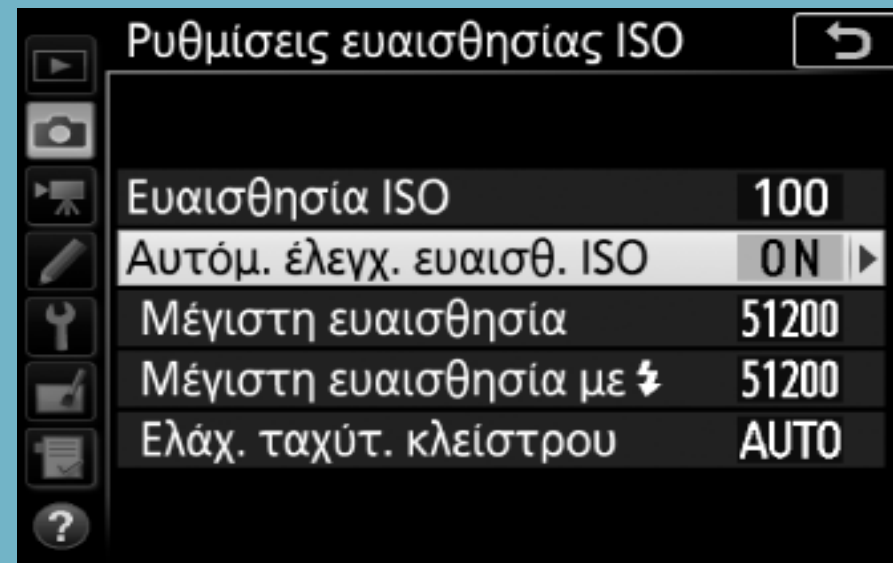 Ρυθμίσεις ευαισθησίας ISO
Ευαισθησία ISO 100
Αυτόμ. έλεγχ. ευαισθ. ISO ON
Μέγιστη ευαισθησία 51200
Μέγιστη ευαισθησία με 51200
Ελάχ. ταχύτ. κλείστρου AUTO
?